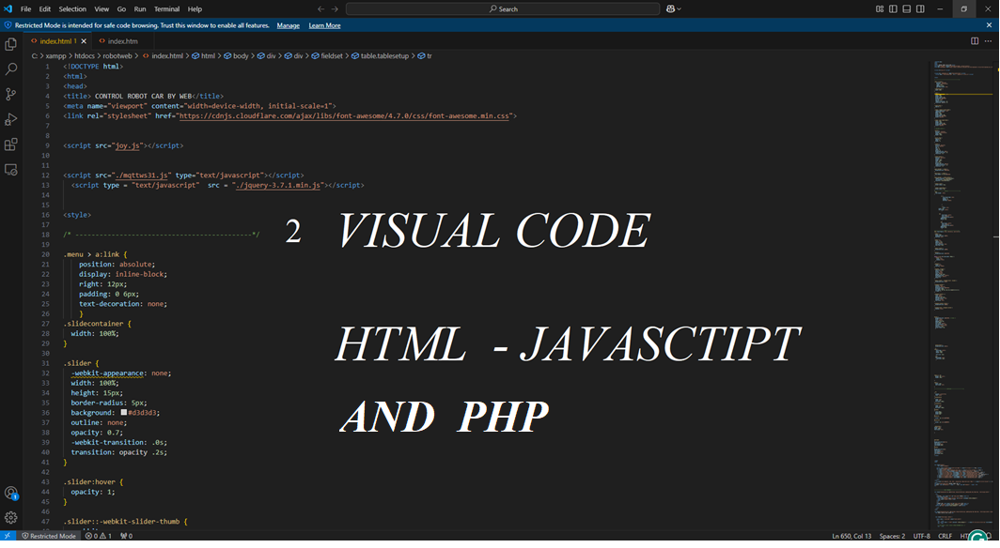 File Edit Selection View Go Run Terminal Help
Search
Restricted Mode is intended for safe code browsing. Trust this window to enable all features. Manage Learn More
index.html 1 index.htm
C: > xampp > htdocs > robotweb > index.html > html > body > div > div > fieldset > table.tablesetup > tr
1 <!DOCTYPE html>
2 <html>
3 <head>
4 <title> CONTROL ROBOT CAR BY WEB</title>
5 <meta name="viewport" content="width=device-width, initial-scale=1">
6 <link rel="stylesheet" href="https://cdnjs.cloudflare.com/ajax/libs/font-awesome/4.7.0/css/font-awesome.min.css">
7
8
9 <script src="joy.js"></script>
10
11
12 <script src="./mqttws31.js" type="text/javascript"></script>
13 <script type = "text/javascript" src = "./jquery-3.7.1.min.js"></script>
14
15
16 <style>
17
18 /* --------------------------------------------*/
19
20 .menu > a:link {
21 position: absolute;
22 display: inline-block;
23 right: 12px;
24 padding: 0 6px;
25 text-decoration: none;
26 }
27 .slidecontainer {
28 width: 100%;
29 }
30
31 .slider {
32 -webkit-appearance: none;
33 width: 100%;
34 height: 15px;
35 border-radius: 5px;
36 background: #d3d3d3;
37 outline: none;
38 opacity: 0.7;
39 -webkit-transition: .0s;
40 transition: opacity .2s;
41 }
42
43 .slider:hover {
44 opacity: 1;
45 }
46
47 .slider::-webkit-slider-thumb {
2 VISUAL CODE
HTML - JAVASCTIPT
AND PHP
Restricted Mode 0 1 0 Ln 650, Col 13 Spaces: 2 UTF-8 CRLF